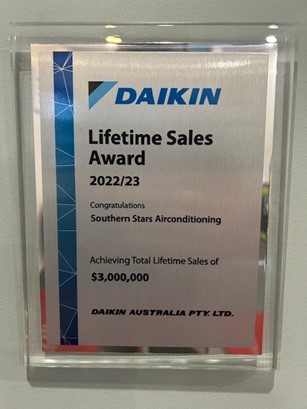 DAIKIN
Lifetime Sales
Award
2022/23
Congratulations
Southern Stars Airconditioning
Achieving Total Lifetime Sales of
$3,000,000
DAIKIN AUSTRALIA PTY. LTD.